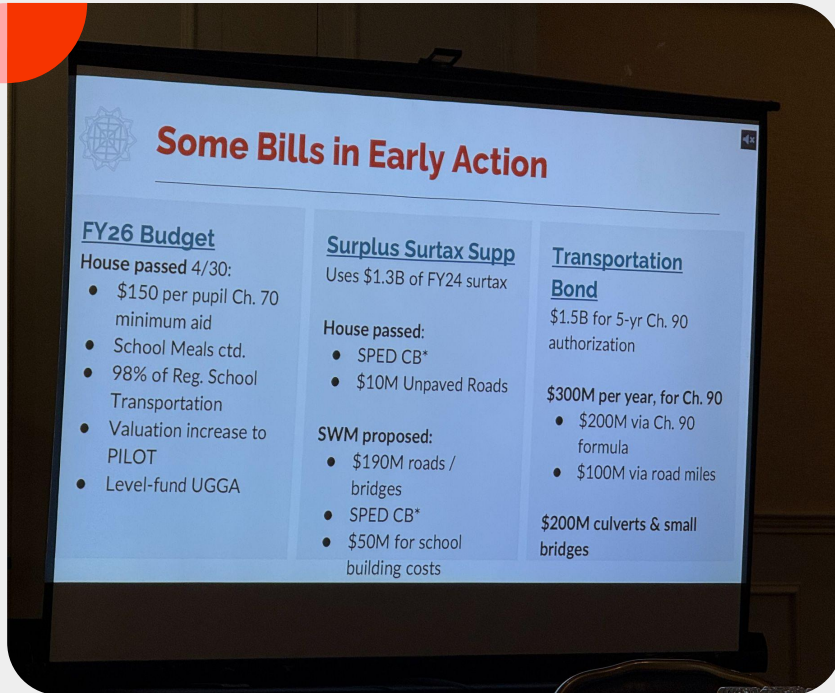 Some Bills in Early Action
FY26 Budget
House passed 4/30:
● $150 per pupil Ch. 70
minimum aid
● School Meals ctd.
● 98% of Reg. School
Transportation
● Valuation increase to
PILOT
● Level-fund UGGA
Surplus Surtax Supp
Uses $1.3B of FY24 surtax
House passed:
● SPED CB*
● $10M Unpaved Roads
SWM proposed:
● $190M roads /
bridges
● SPED CB*
● $50M for school
building costs
Transportation
Bond
$1.5B for 5-yr Ch. 90
authorization
$300M per year, for Ch. 90
● $200M via Ch. 90
formula
● $100M via road miles
$200M culverts & small
bridges